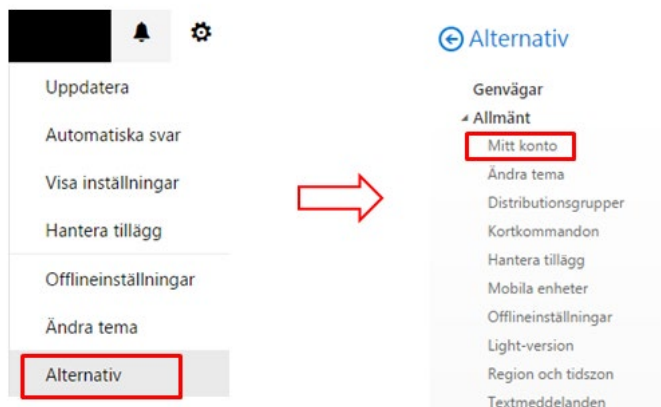 Uppdatera
Automatiska svar
Visa inställningar
Hantera tillägg
Offlineinställningar
Ändra tema
Alternativ
Alternativ
Genvägar
Allmänt
Mitt konto
Ändra tema
Distributionsgrupper
Kortkommandon
Hantera tillägg
Mobila enheter
Offlineinställningar
Light-version
Region och tidszon
Textmeddelanden